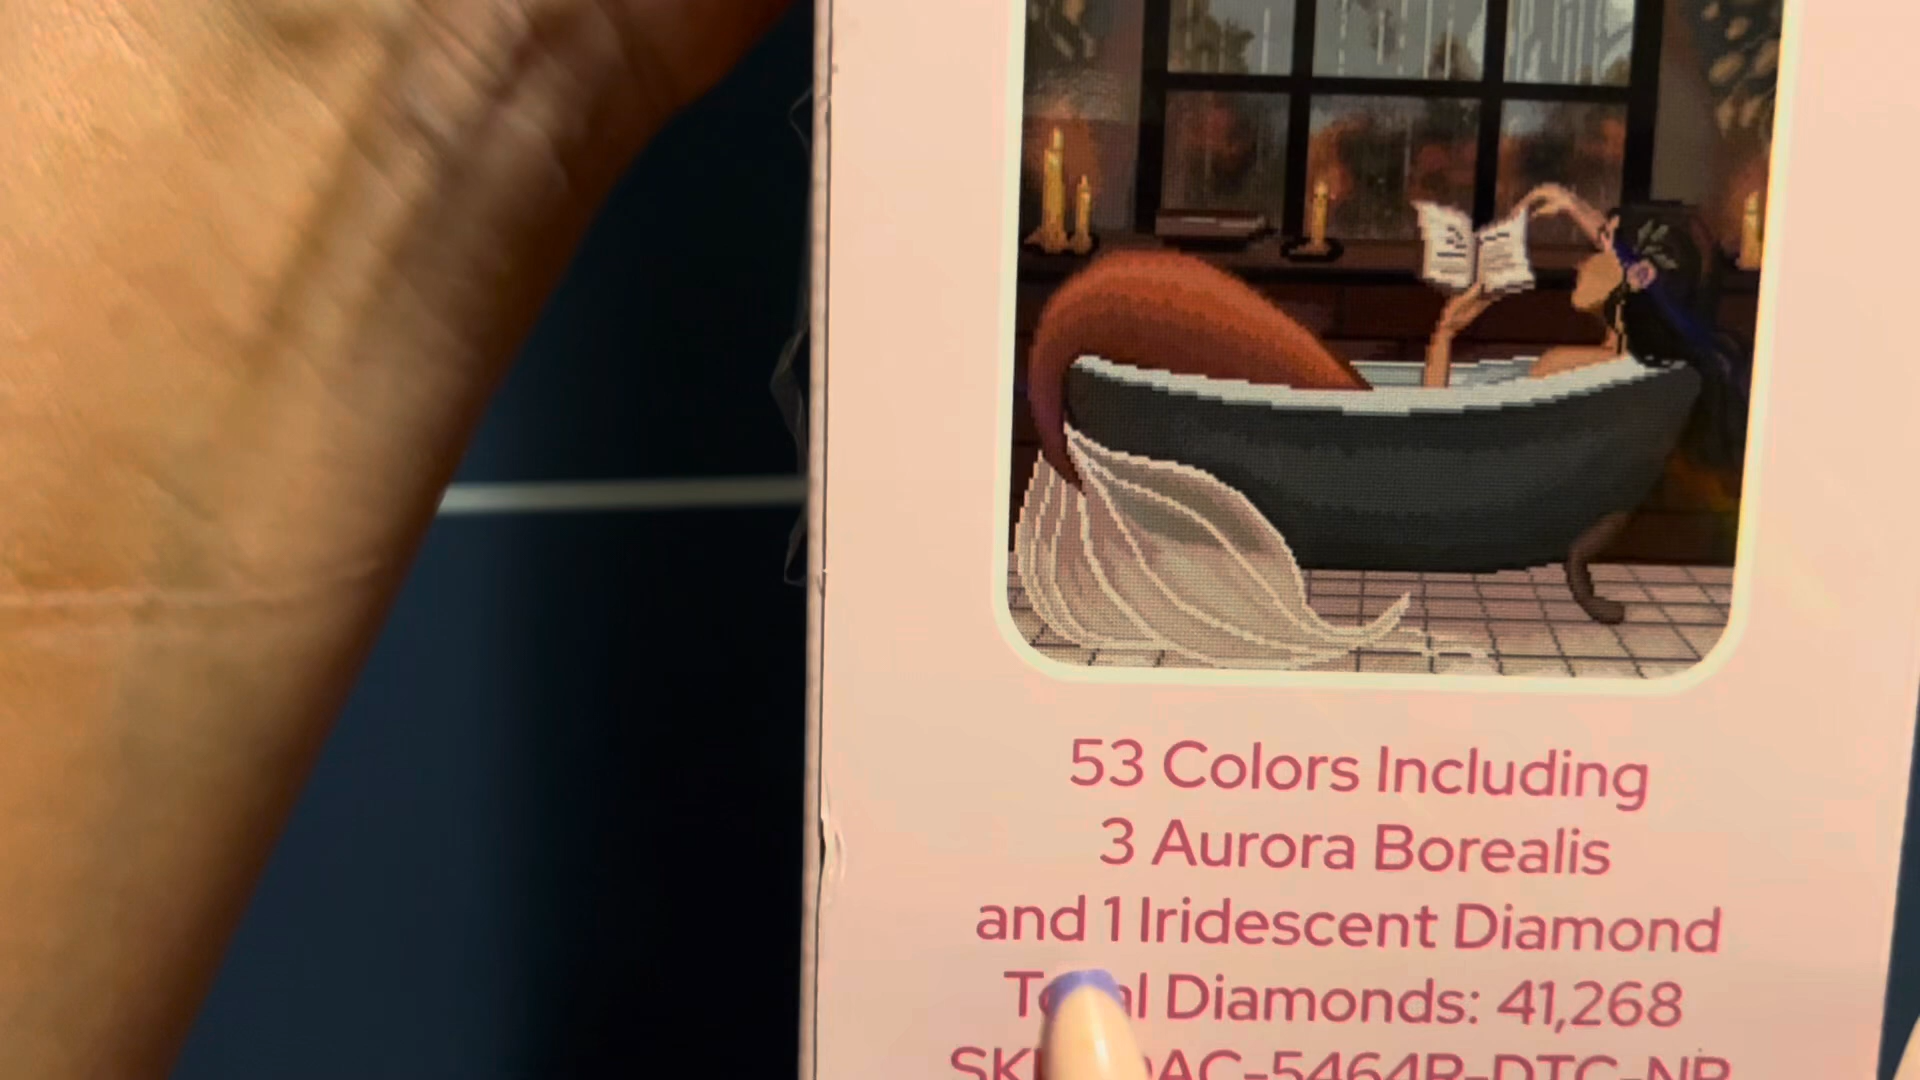 53 Colors Including
3 Aurora Borealis
and 1 Iridescent Diamond
Diamonds: 41,268